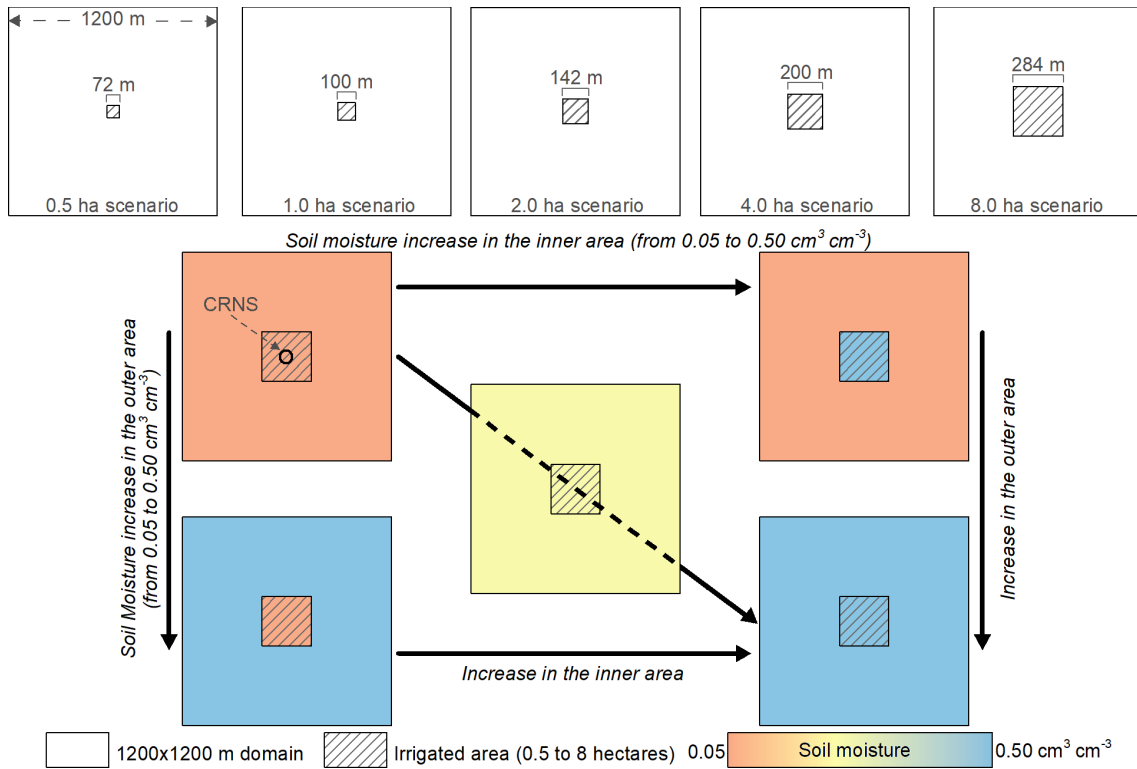 1200 m
72 m
100 m
142 m
200 m
284 m
0.5 ha scenario
1.0 ha scenario
2.0 ha scenario
4.0 ha scenario
8.0 ha scenario
Soil moisture increase in the inner area (from 0.05 to 0.50 cm³ cm⁻³)
CRNS
Soil Moisture increase in the outer area
(from 0.05 to 0.50 cm³ cm⁻³)
Increase in the outer area
Increase in the inner area
1200x1200 m domain
Irrigated area (0.5 to 8 hectares)
0.05 Soil moisture 0.50 cm³ cm⁻³